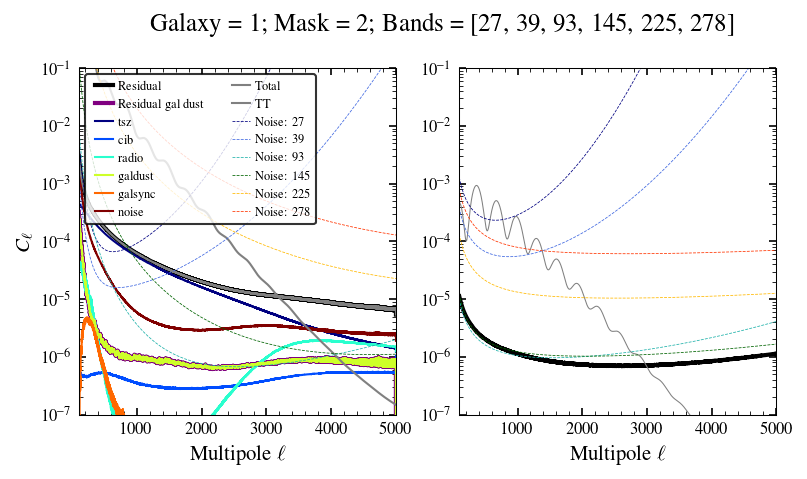 Galaxy = 1; Mask = 2; Bands = [27, 39, 93, 145, 225, 278]
10⁻¹
10⁻²
10⁻³
10⁻⁴
10⁻⁵
10⁻⁶
10⁻⁷
C_ℓ
Residual
Residual gal dust
tsz
cib
radio
galdust
galsync
noise
Total
TT
Noise: 27
Noise: 39
Noise: 93
Noise: 145
Noise: 225
Noise: 278
1000 2000 3000 4000 5000
Multipole ℓ
10⁻¹
10⁻²
10⁻³
10⁻⁴
10⁻⁵
10⁻⁶
10⁻⁷
1000 2000 3000 4000 5000
Multipole ℓ